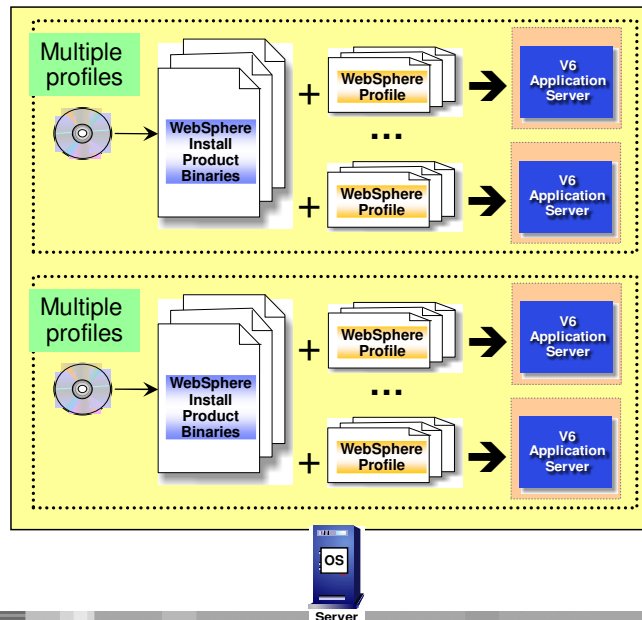 Multiple
profiles
WebSphere
Install
Product
Binaries
+
WebSphere
Profile
V6
Application
Server
...
+
WebSphere
Profile
V6
Application
Server
Multiple
profiles
WebSphere
Install
Product
Binaries
+
WebSphere
Profile
V6
Application
Server
...
+
WebSphere
Profile
V6
Application
Server
OS
Server